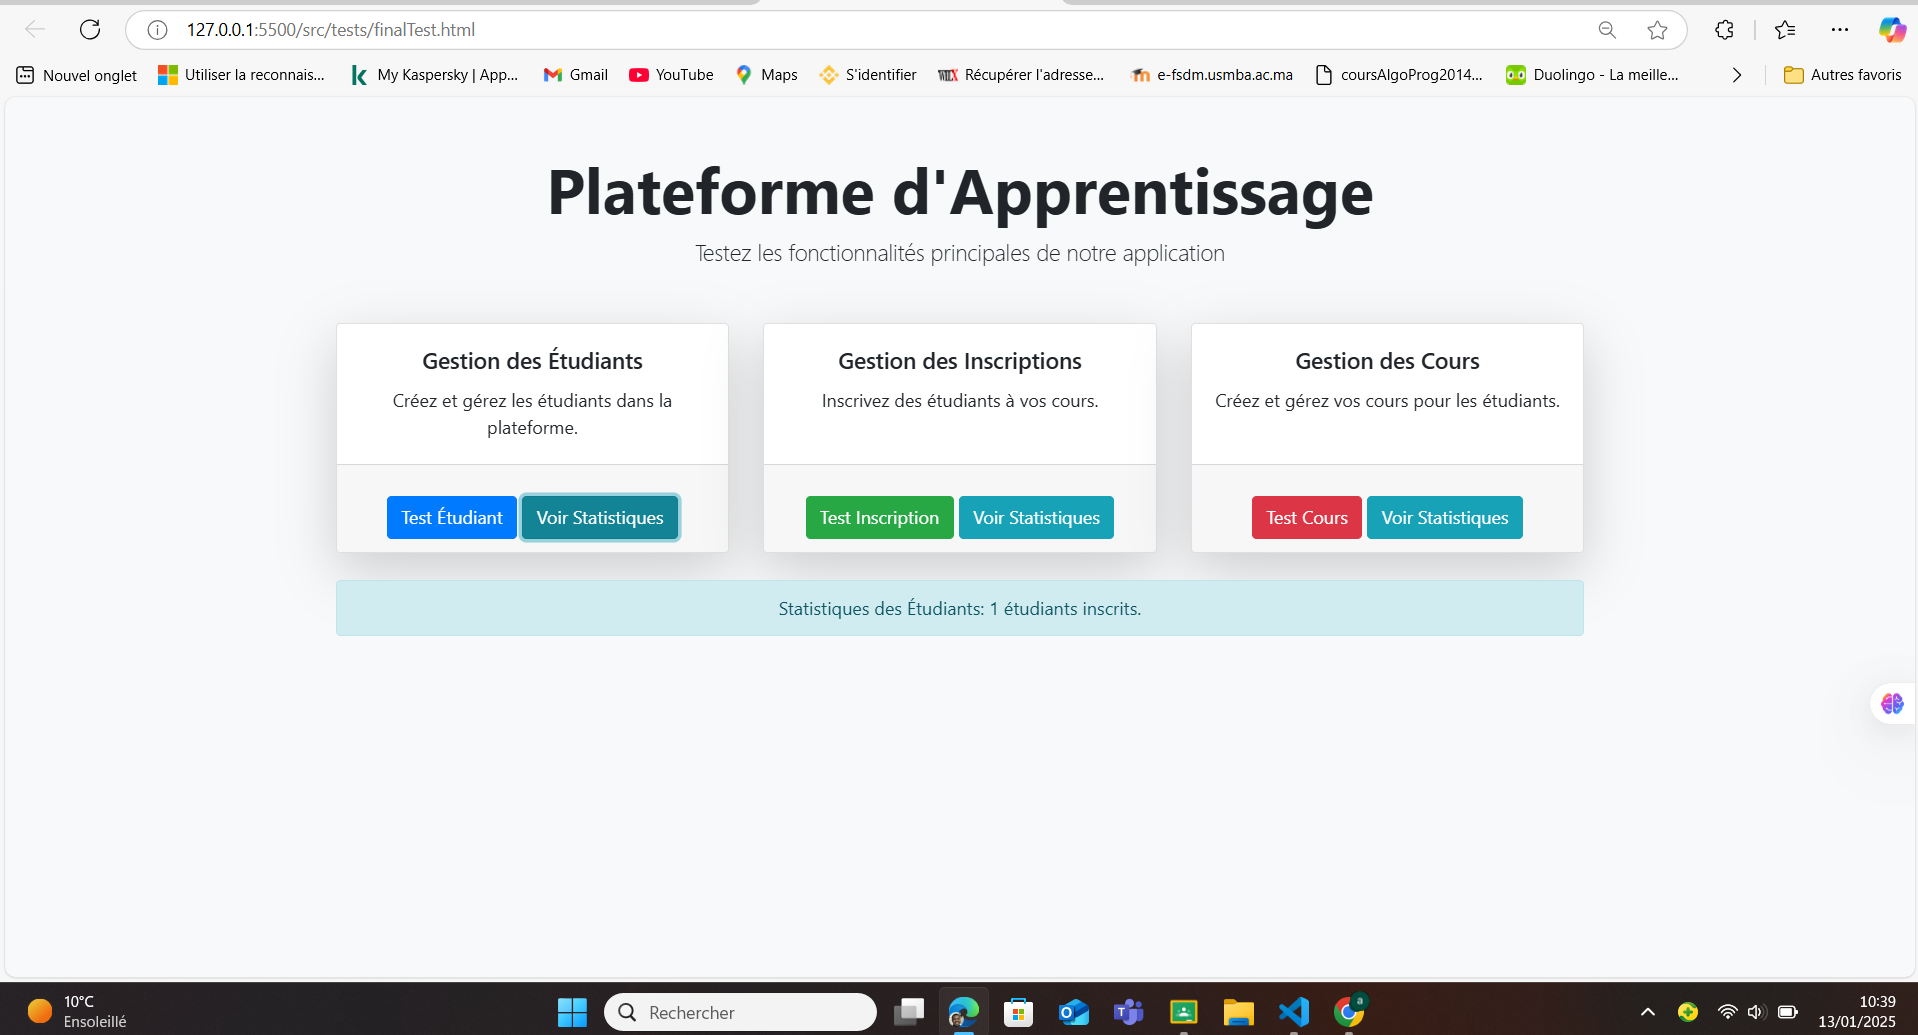 127.0.0.1:5500/src/tests/finalTest.html
Nouvel onglet
Utiliser la reconnais...
My Kaspersky | App...
Gmail
YouTube
Maps
S'identifier
Récupérer l'adresse...
e-fsdm.usmba.ac.ma
coursAlgoProg2014...
Duolingo - La meille...
Autres favoris
Plateforme d'Apprentissage
Testez les fonctionnalités principales de notre application
Gestion des Étudiants
Créez et gérez les étudiants dans la
plateforme.
Test Étudiant
Voir Statistiques
Gestion des Inscriptions
Inscrivez des étudiants à vos cours.
Test Inscription
Voir Statistiques
Gestion des Cours
Créez et gérez vos cours pour les étudiants.
Test Cours
Voir Statistiques
Statistiques des Étudiants: 1 étudiants inscrits.
10°C
Ensoleillé
Rechercher
10:39
13/01/2025